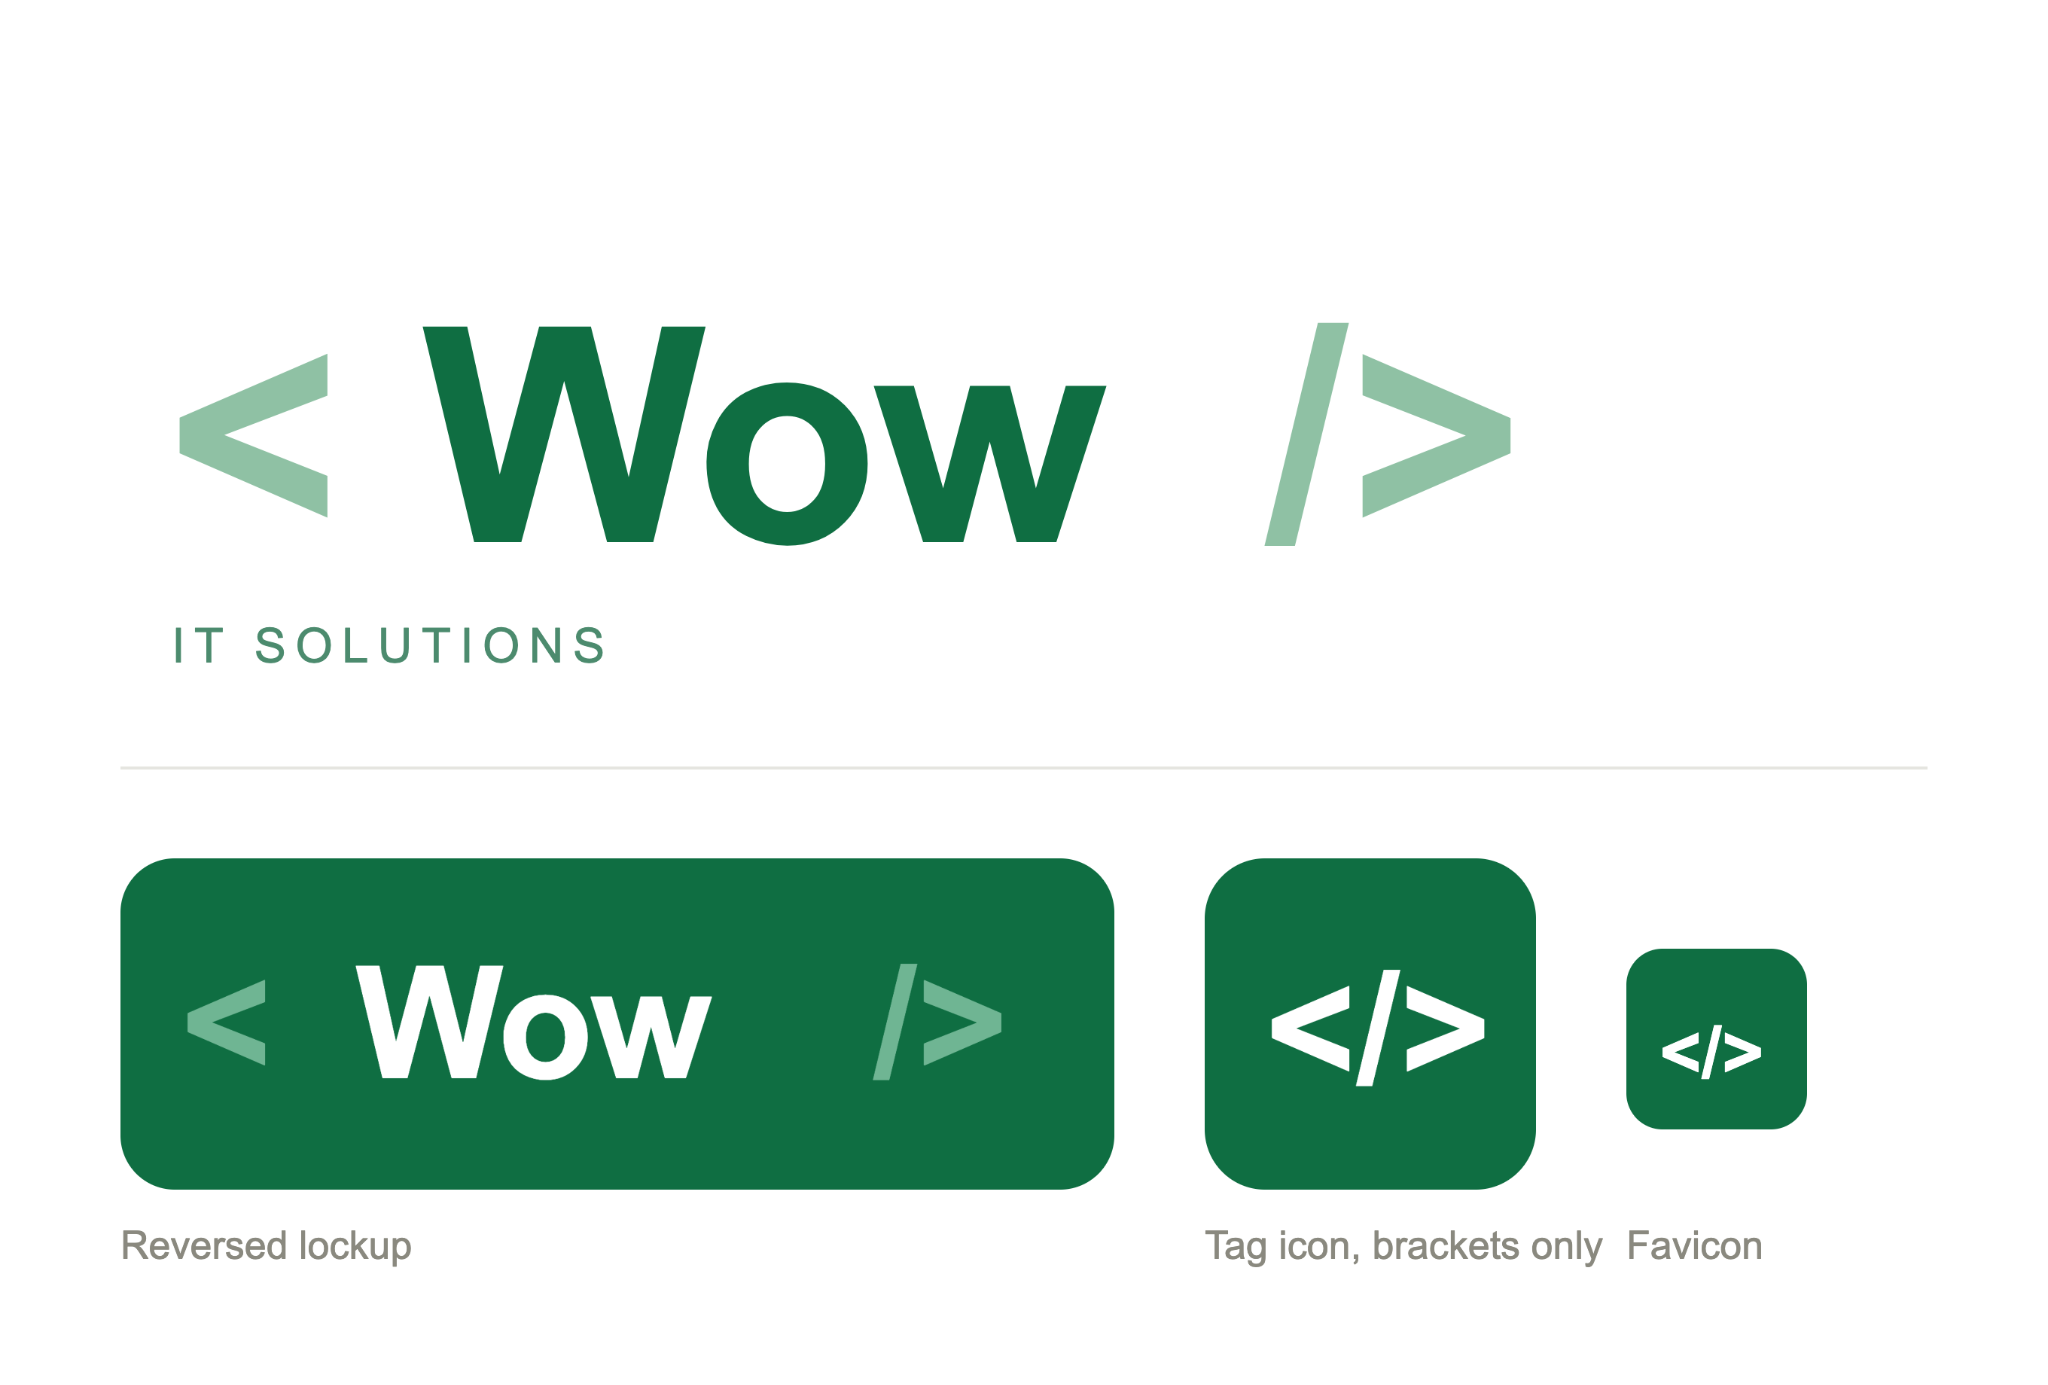 < Wow />
IT SOLUTIONS
< Wow />
</>
</>
Reversed lockup
Tag icon, brackets only
Favicon